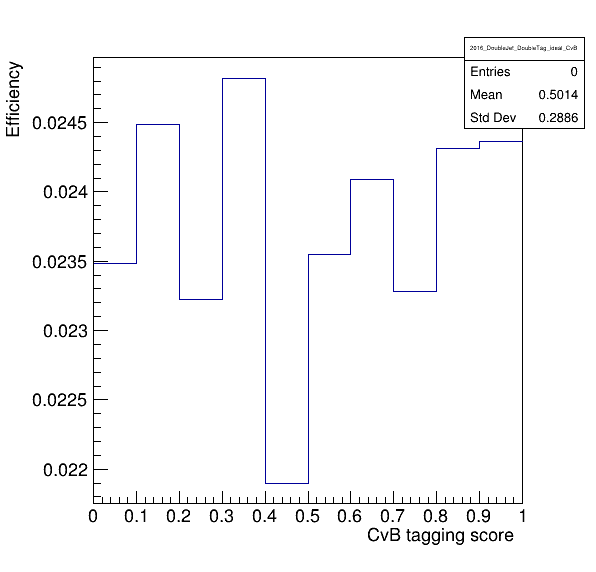 2016_DoubleJet_DoubleTag_ideal_CvB
Entries 0
Mean 0.5014
Std Dev 0.2886
Efficiency
0.0245
0.024
0.0235
0.023
0.0225
0.022
0 0.1 0.2 0.3 0.4 0.5 0.6 0.7 0.8 0.9 1
CvB tagging score